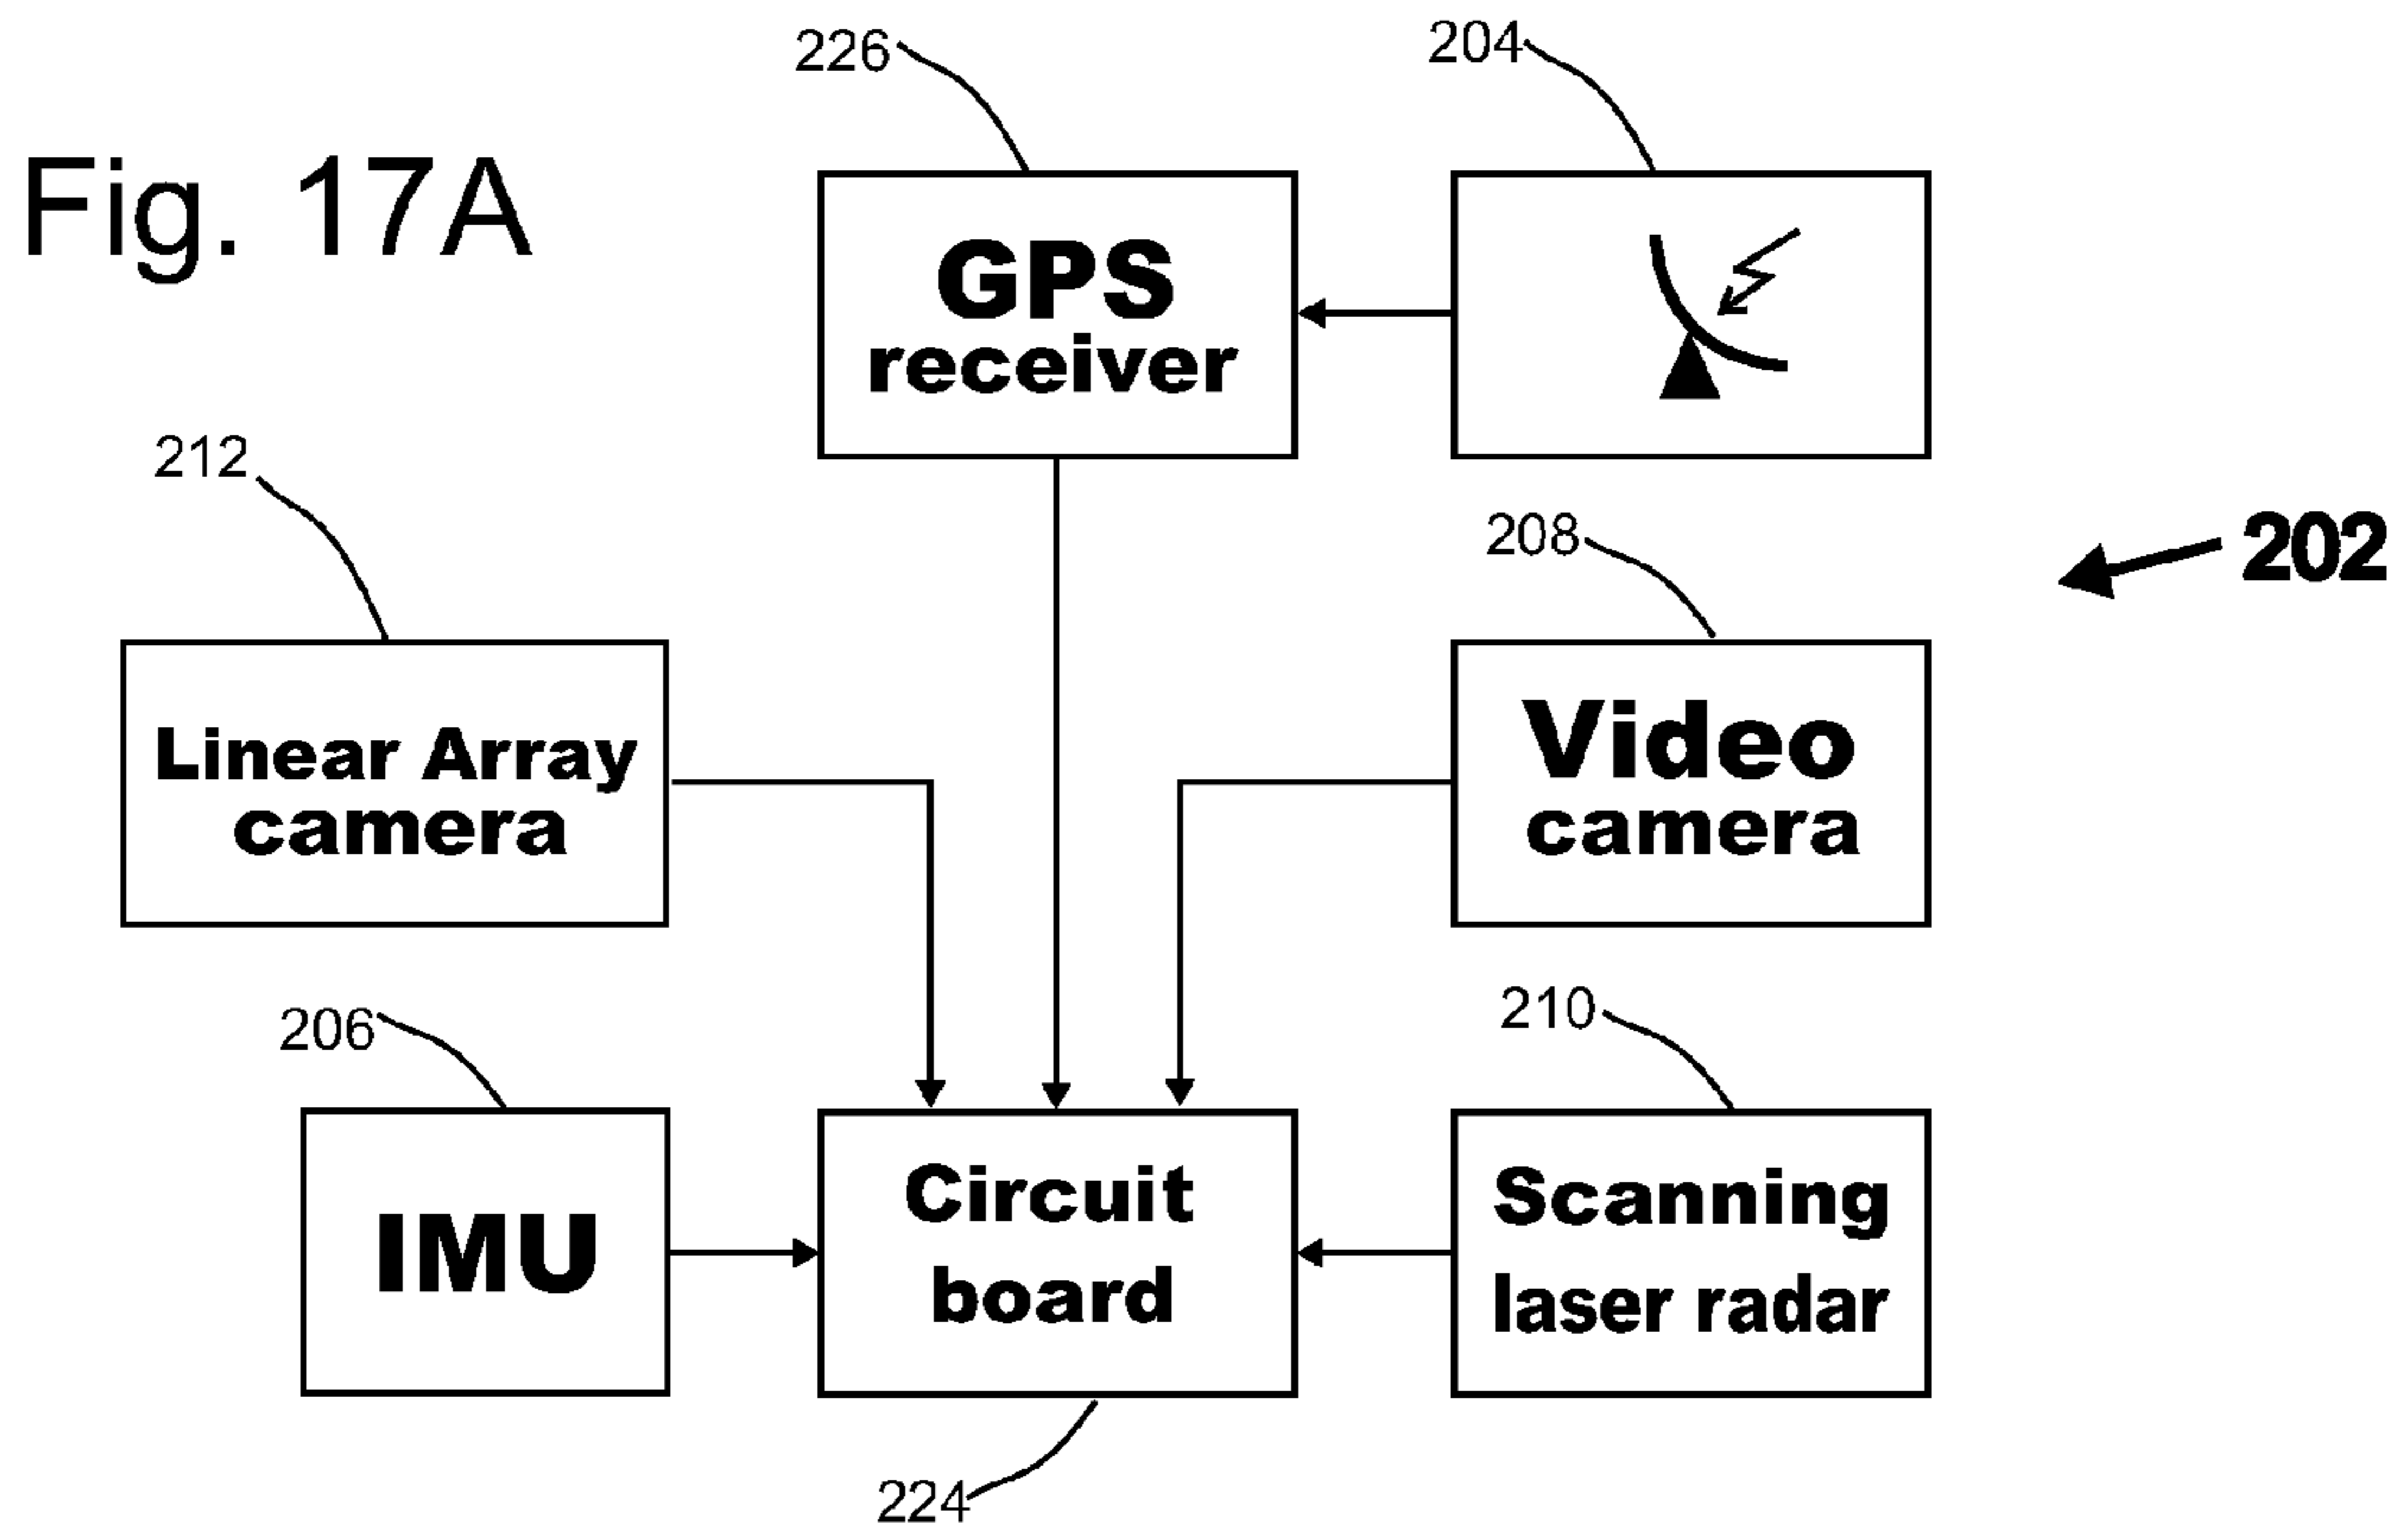 226
204
Fig. 17A
GPS
receiver
212
208
202
Linear Array
camera
Video
camera
206
210
IMU
Circuit
board
Scanning
laser radar
224